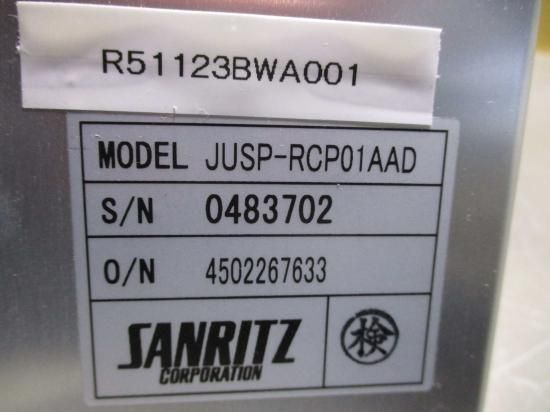 R51123BWA001
MODEL JUSP-RCP01AAD
S/N 0483702
O/N 4502267633
SANRITZ
CORPORATION
検